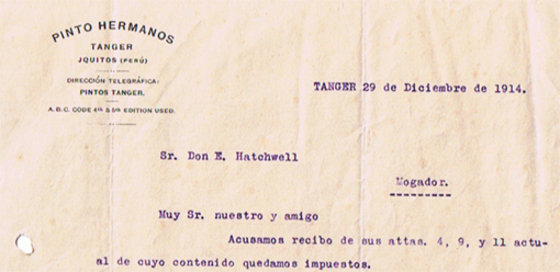 PINTO HERMANOS
TANGER
JQUITOS (PERÚ)
DIRECCIÓN TELEGRÁFICA:
PINTOS TANGER.
A.B.C. CODE 4th & 5th EDITION USED.
TANGER 29 de Diciembre de 1914.
Sr. Don E. Hatchwell
Mogador.
Muy Sr. nuestro y amigo
Acusamos recibo de sus attas. 4, 9, y 11 actu-
al de cuyo contenido quedamos impuestos.